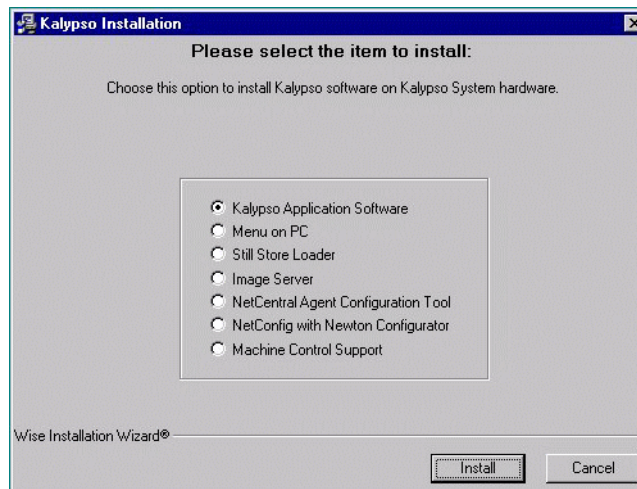 Kalypso Installation
Please select the item to install:
Choose this option to install Kalypso software on Kalypso System hardware.
Kalypso Application Software
Menu on PC
Still Store Loader
Image Server
NetCentral Agent Configuration Tool
NetConfig with Newton Configurator
Machine Control Support
Wise Installation Wizard®
Install
Cancel